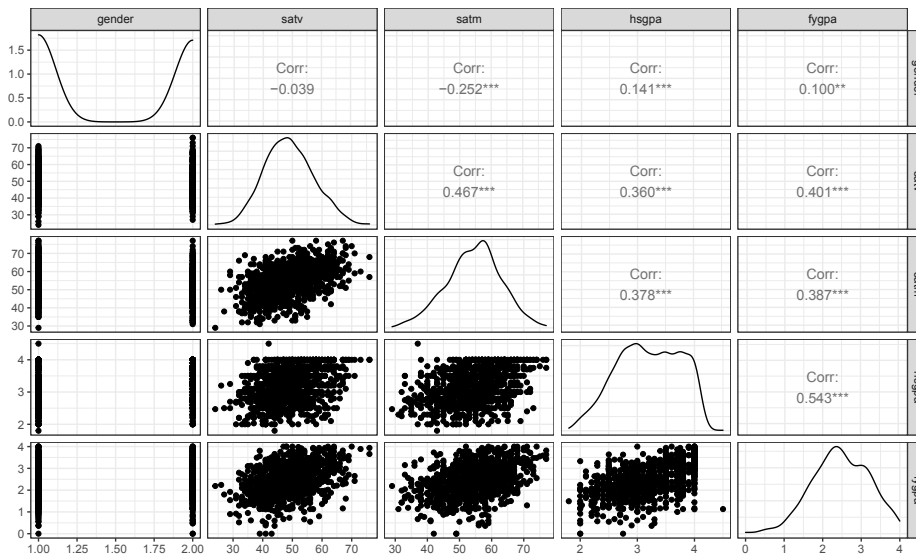 gender satv satm hsgpa fygpa
1.5
1.0
0.5
0.0
Corr:
−0.039
Corr:
−0.252***
Corr:
0.141***
Corr:
0.100**
70
60
50
40
30
Corr:
0.467***
Corr:
0.360***
Corr:
0.401***
70
60
50
40
30
Corr:
0.378***
Corr:
0.387***
4
3
2
Corr:
0.543***
4
3
2
1
0
1.00 1.25 1.50 1.75 2.00 30 40 50 60 70 30 40 50 60 70 2 3 4 0 1 2 3 4